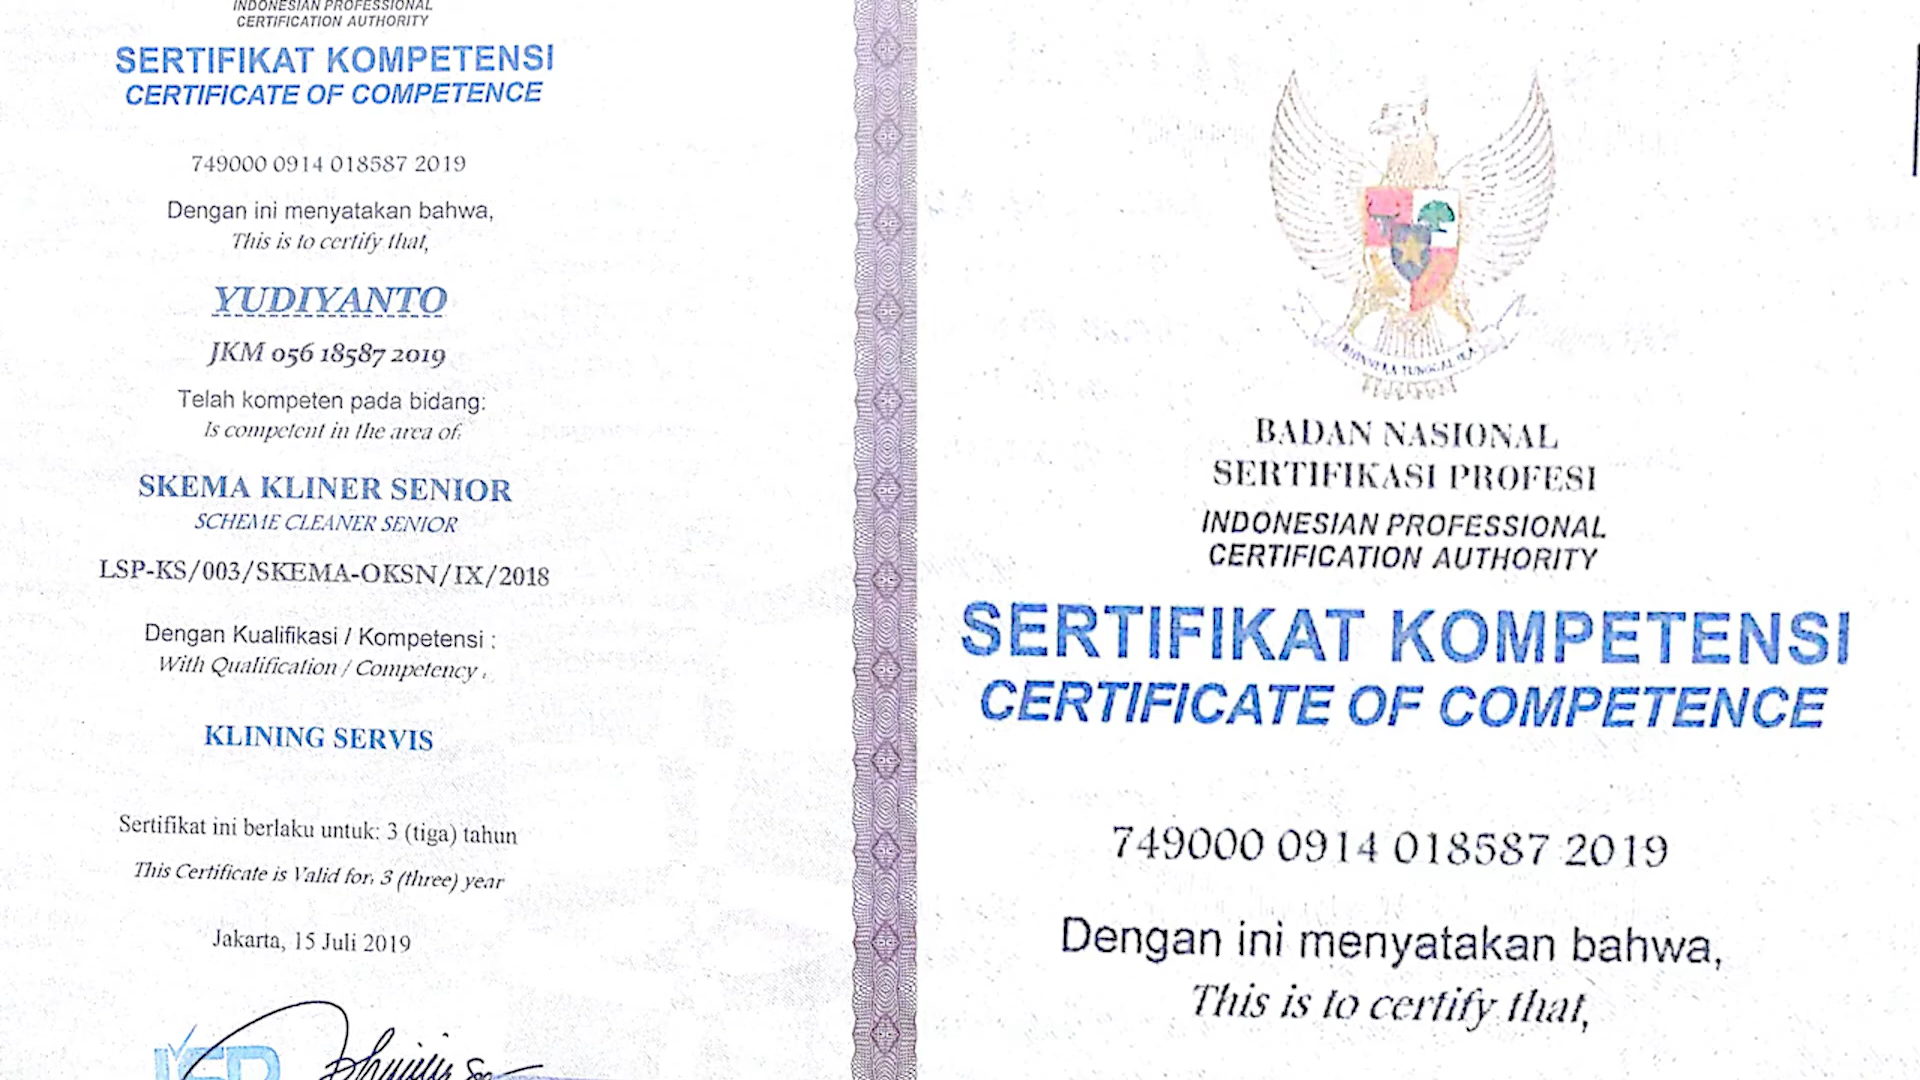 INDONESIAN PROFESSIONAL
CERTIFICATION AUTHORITY
SERTIFIKAT KOMPETENSI
CERTIFICATE OF COMPETENCE
749000 0914 018587 2019
Dengan ini menyatakan bahwa,
This is to certify that,
YUDIYANTO
JKM 056 18587 2019
Telah kompeten pada bidang:
Is competent in the area of:
SKEMA KLINER SENIOR
SCHEME CLEANER SENIOR
LSP-KS/003/SKEMA-OKSN/IX/2018
Dengan Kualifikasi / Kompetensi :
With Qualification / Competency :
KLINING SERVIS
Sertifikat ini berlaku untuk: 3 (tiga) tahun
This Certificate is Valid for: 3 (three) year
Jakarta, 15 Juli 2019
BHINNEKA TUNGGAL IKA
BADAN NASIONAL
SERTIFIKASI PROFESI
INDONESIAN PROFESSIONAL
CERTIFICATION AUTHORITY
SERTIFIKAT KOMPETENSI
CERTIFICATE OF COMPETENCE
749000 0914 018587 2019
Dengan ini menyatakan bahwa,
This is to certify that,